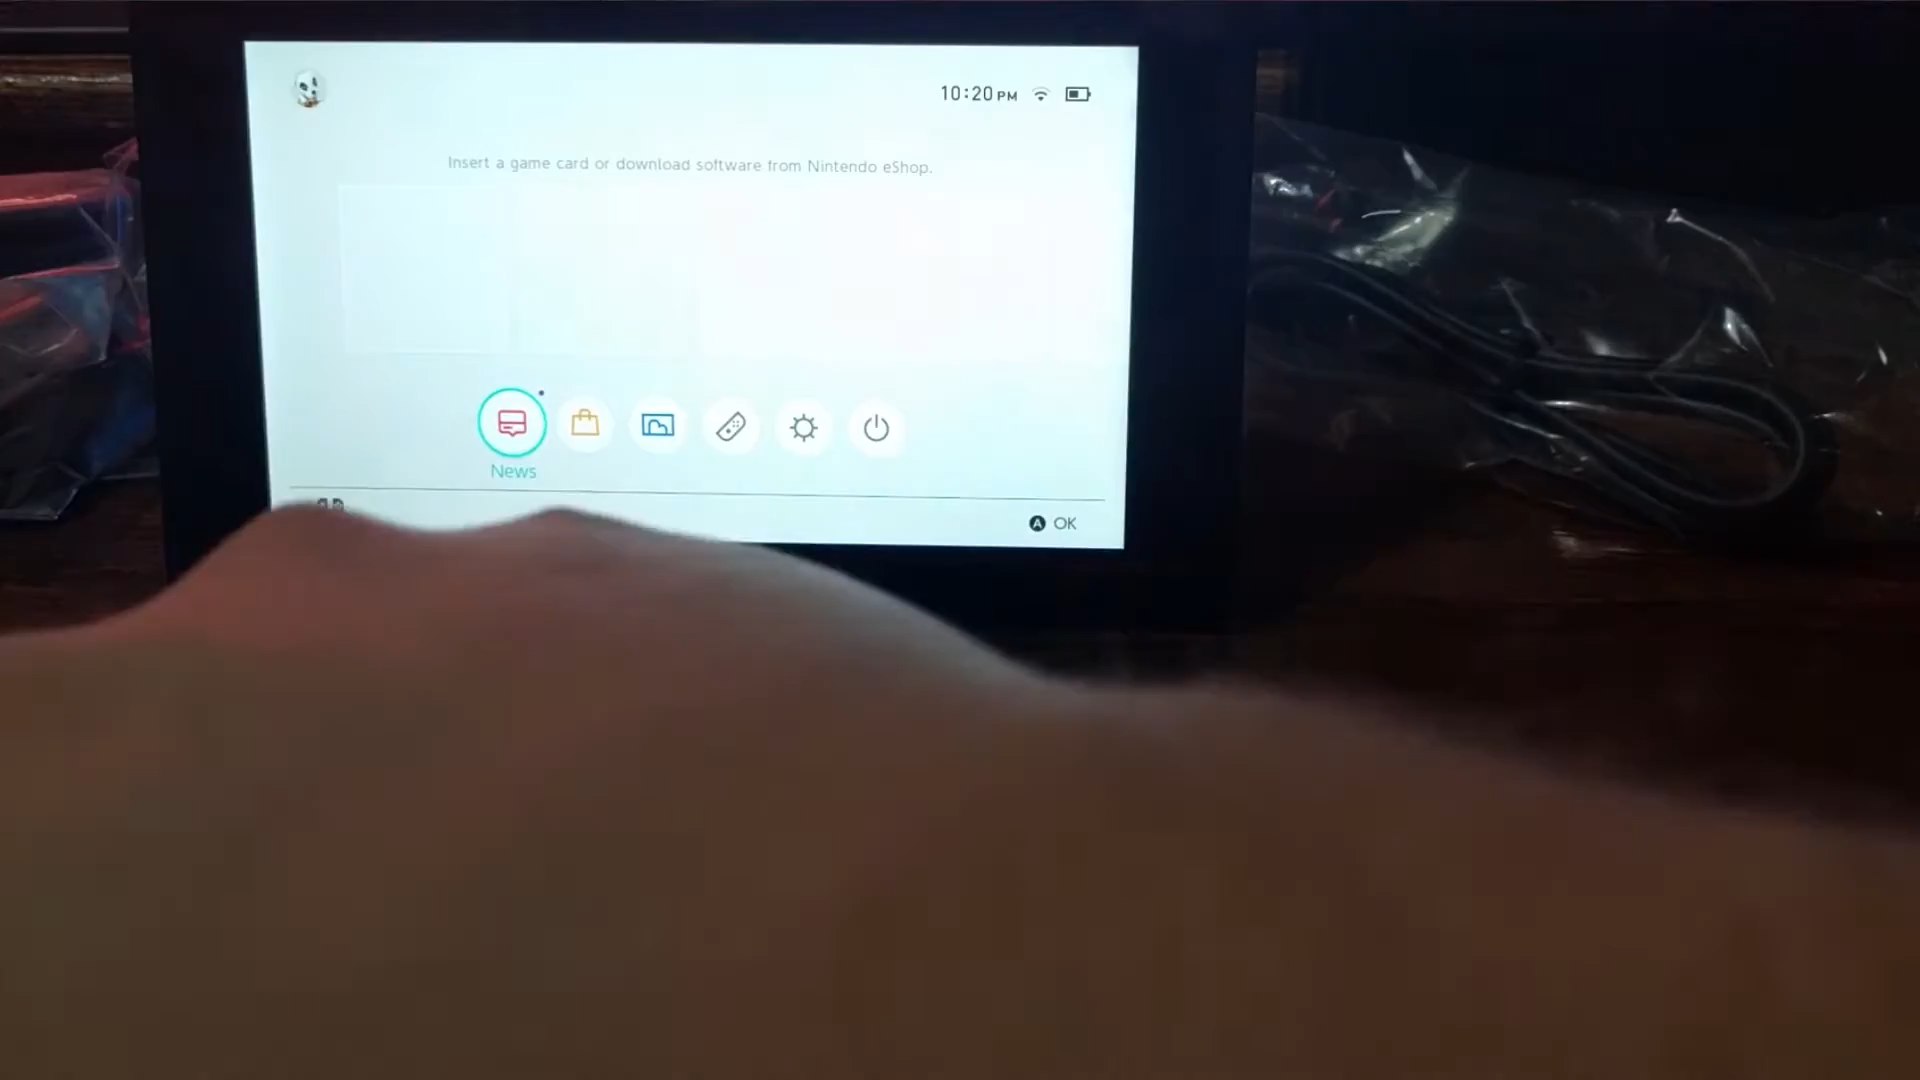 10:20 PM
Insert a game card or download software from Nintendo eShop.
News
A OK